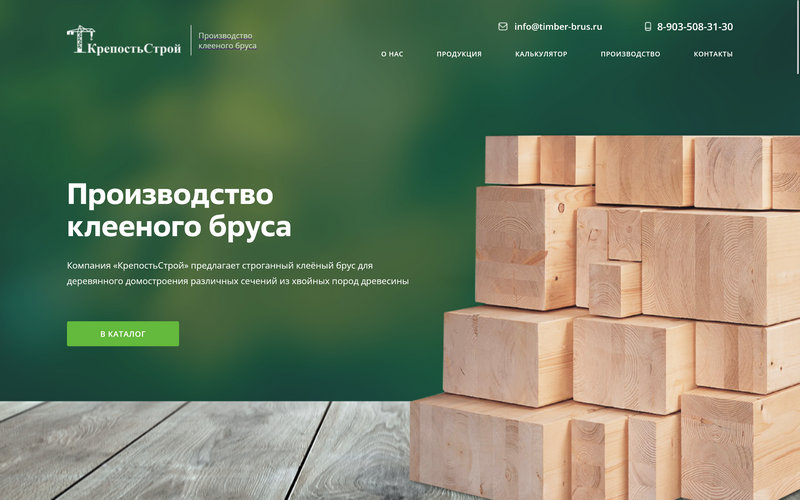 КрепостьСтрой
Производство
клееного бруса
info@timber-brus.ru
8-903-508-31-30
О НАС
ПРОДУКЦИЯ
КАЛЬКУЛЯТОР
ПРОИЗВОДСТВО
КОНТАКТЫ
Производство
клееного бруса
Компания «КрепостьСтрой» предлагает строганный клеёный брус для
деревянного домостроения различных сечений из хвойных пород древесины
В КАТАЛОГ